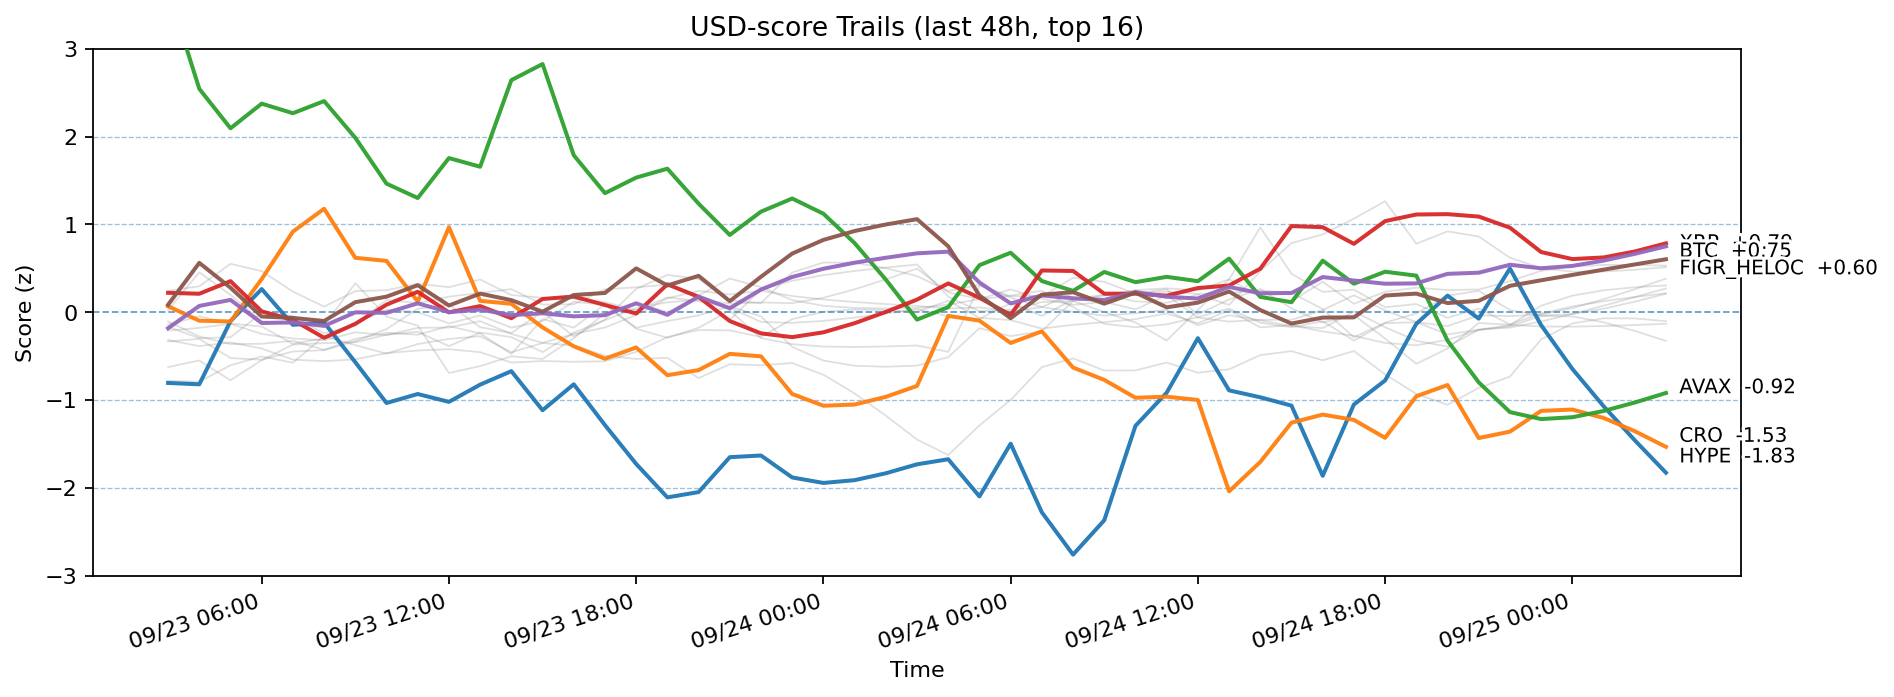 USD-score Trails (last 48h, top 16)
Score (z)
3
2
1
0
−1
−2
−3
BTC +0.75
FIGR_HELOC +0.60
AVAX -0.92
CRO -1.53
HYPE -1.83
09/23 06:00
09/23 12:00
09/23 18:00
09/24 00:00
09/24 06:00
09/24 12:00
09/24 18:00
09/25 00:00
Time